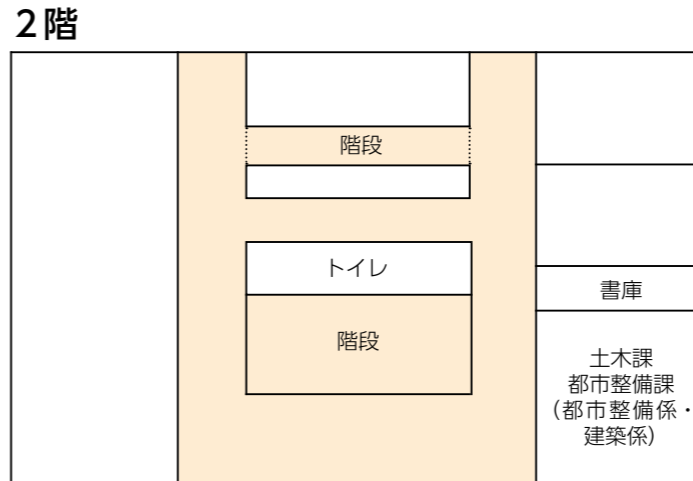 2階
階段
トイレ
階段
書庫
土木課
都市整備課
（都市整備係・
建築係）